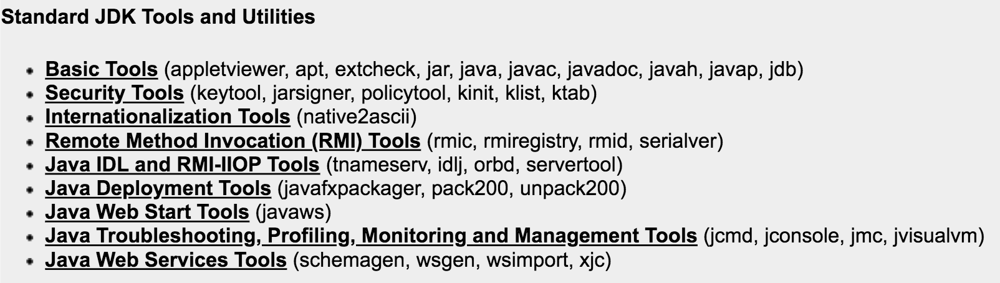 Standard JDK Tools and Utilities
• Basic Tools (appletviewer, apt, extcheck, jar, java, javac, javadoc, javah, javap, jdb)
• Security Tools (keytool, jarsigner, policytool, kinit, klist, ktab)
• Internationalization Tools (native2ascii)
• Remote Method Invocation (RMI) Tools (rmic, rmiregistry, rmid, serialver)
• Java IDL and RMI-IIOP Tools (tnameserv, idlj, orbd, servertool)
• Java Deployment Tools (javafxpackager, pack200, unpack200)
• Java Web Start Tools (javaws)
• Java Troubleshooting, Profiling, Monitoring and Management Tools (jcmd, jconsole, jmc, jvisualvm)
• Java Web Services Tools (schemagen, wsgen, wsimport, xjc)